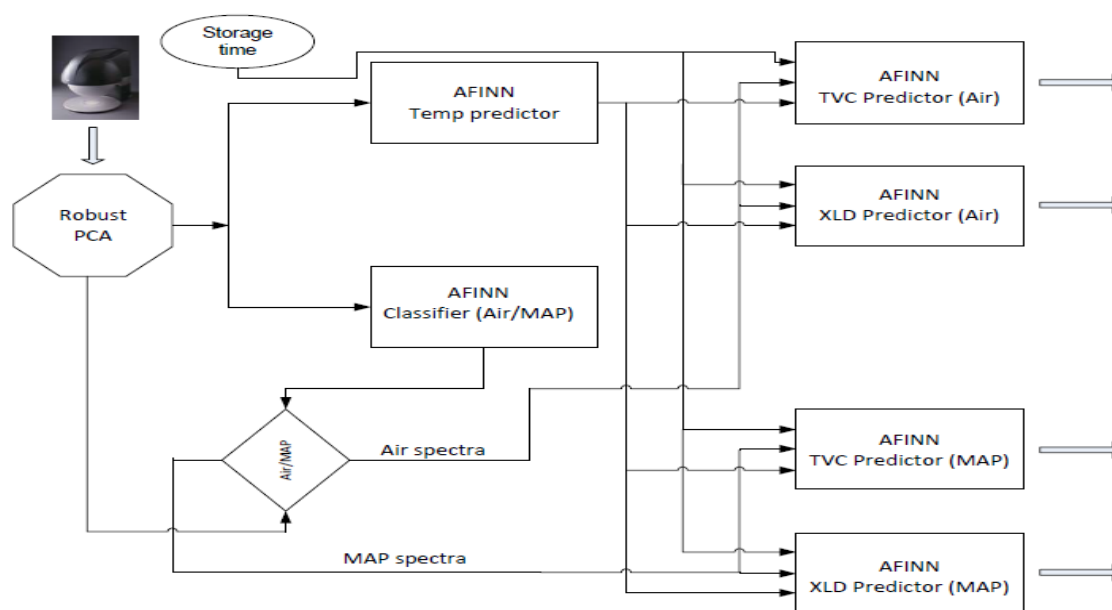 Storage
time
AFINN
Temp predictor
AFINN
TVC Predictor (Air)
Robust
PCA
AFINN
XLD Predictor (Air)
AFINN
Classifier (Air/MAP)
Air/MAP
Air spectra
AFINN
TVC Predictor (MAP)
MAP spectra
AFINN
XLD Predictor (MAP)